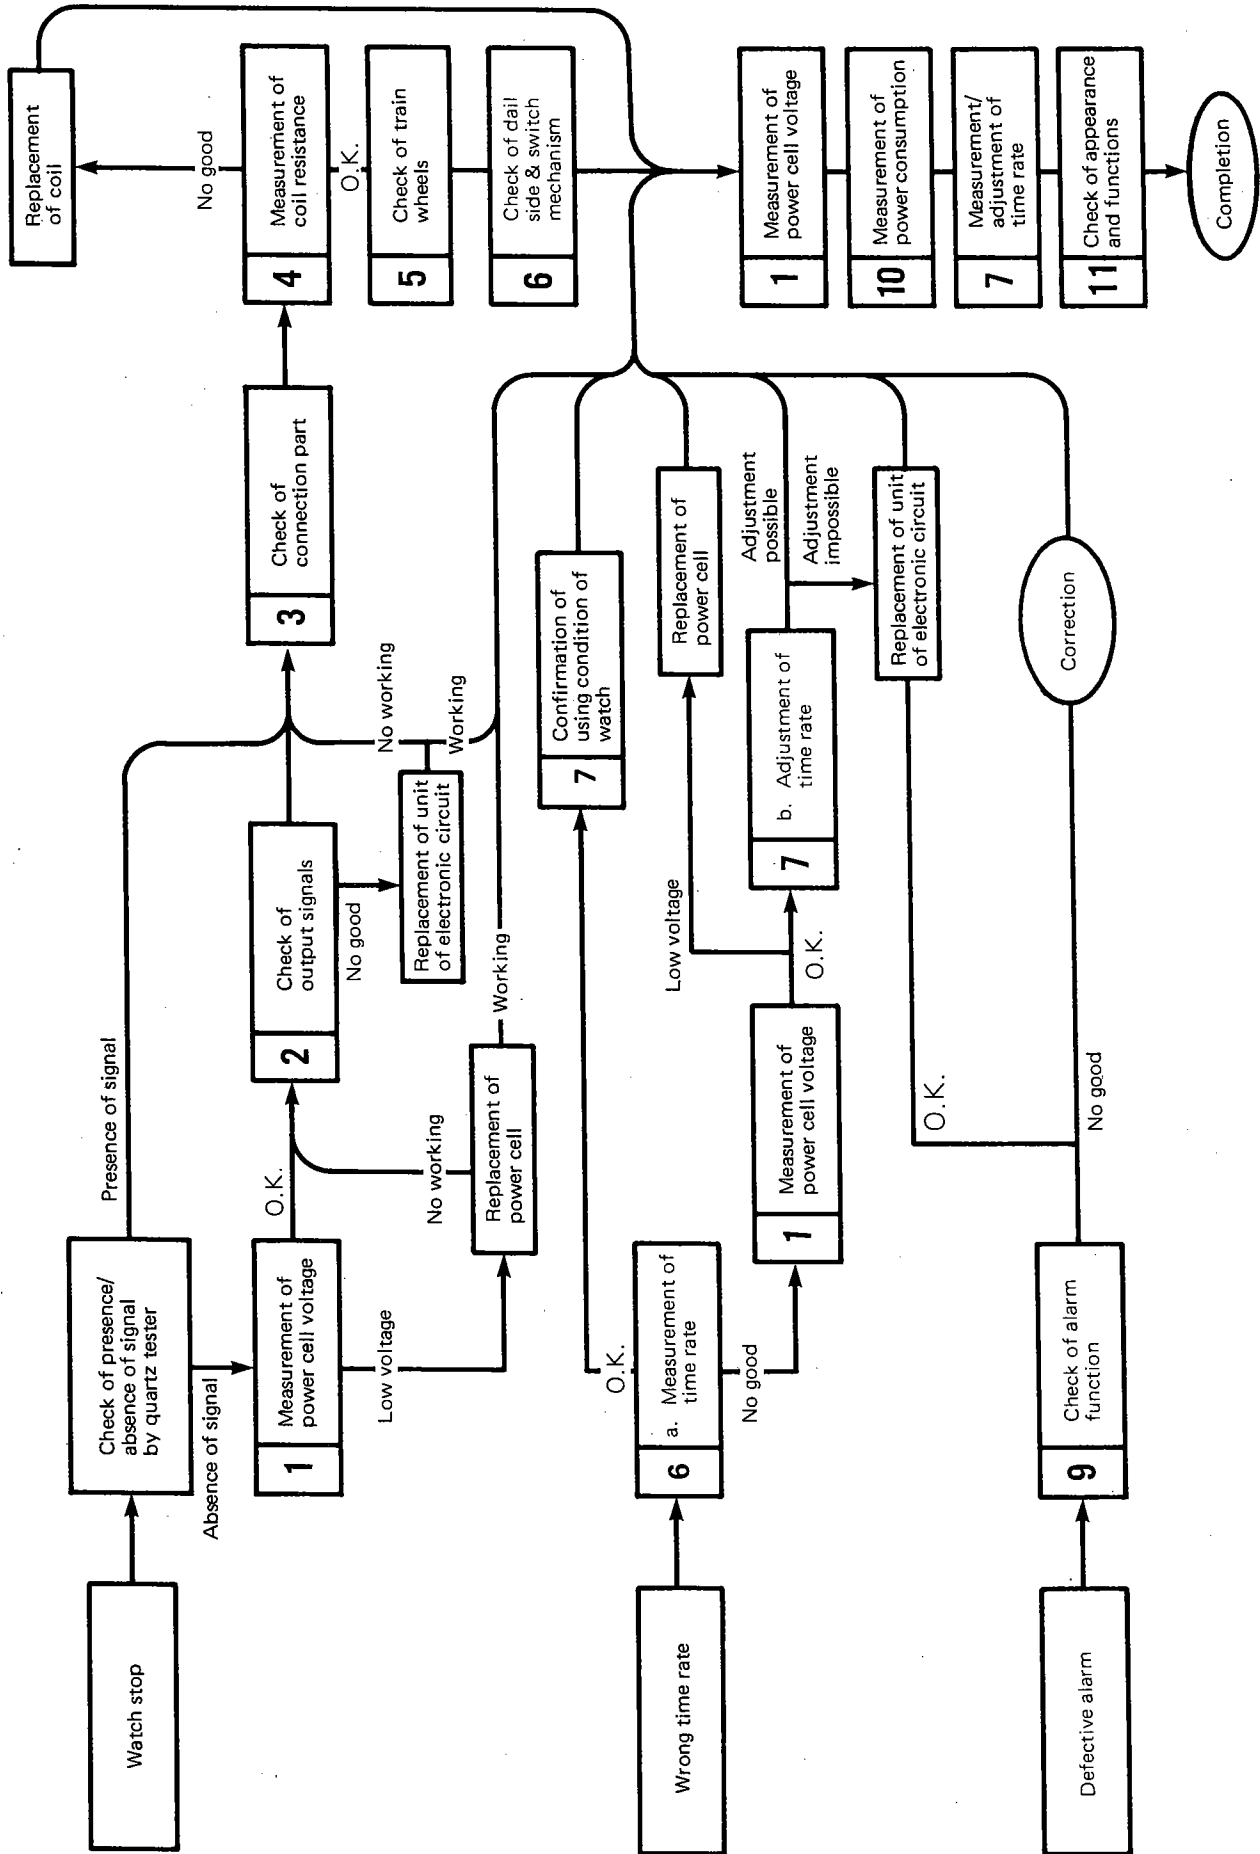 Watch stop
Check of presence/
absence of signal
by quartz tester
Presence of signal
Absence of signal
1
Measurement of
power cell voltage
O.K.
Low voltage
No working
Replacement of
power cell
Working
2
Check of
output signals
No good
Replacement of unit
of electronic circuit
No working
Working
3
Check of
connection part
4
Measurement of
coil resistance
No good
Replacement
of coil
O.K.
5
Check of train
wheels
6
Check of dail
side & switch
mechanism
Wrong time rate
6
a. Measurement of
time rate
O.K.
No good
7
Confirmation of
using condition of
watch
1
Measurement of
power cell voltage
Low voltage
O.K.
Replacement of
power cell
7
b. Adjustment of
time rate
Adjustment
possible
Adjustment
impossible
Replacement of unit
of electronic circuit
Defective alarm
9
Check of alarm
function
O.K.
No good
Correction
1
Measurement of
power cell voltage
10
Measurement of
power consumption
7
Measurement/
adjustment of
time rate
11
Check of appearance
and functions
Completion